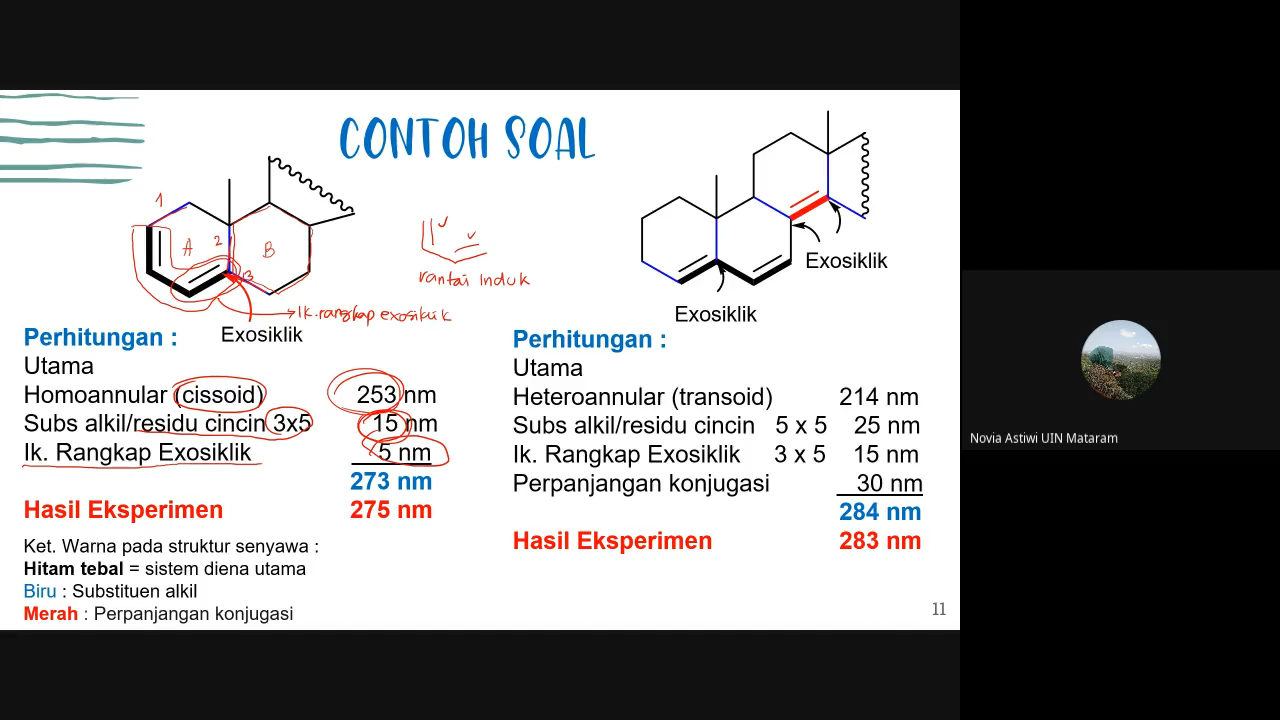 CONTOH SOAL
1
A
2
B
3
rantai Induk
Ik. rangkap exosiklik
Exosiklik
Perhitungan :
Utama
Homoannular (cissoid) 253 nm
Subs alkil/residu cincin 3x5 15 nm
Ik. Rangkap Exosiklik 5 nm
273 nm
Hasil Eksperimen 275 nm
Ket. Warna pada struktur senyawa :
Hitam tebal = sistem diena utama
Biru : Substituen alkil
Merah : Perpanjangan konjugasi
Exosiklik
Exosiklik
Perhitungan :
Utama
Heteroannular (transoid) 214 nm
Subs alkil/residu cincin 5 x 5 25 nm
Ik. Rangkap Exosiklik 3 x 5 15 nm
Perpanjangan konjugasi 30 nm
284 nm
Hasil Eksperimen 283 nm
11
Novia Astiwi UIN Mataram